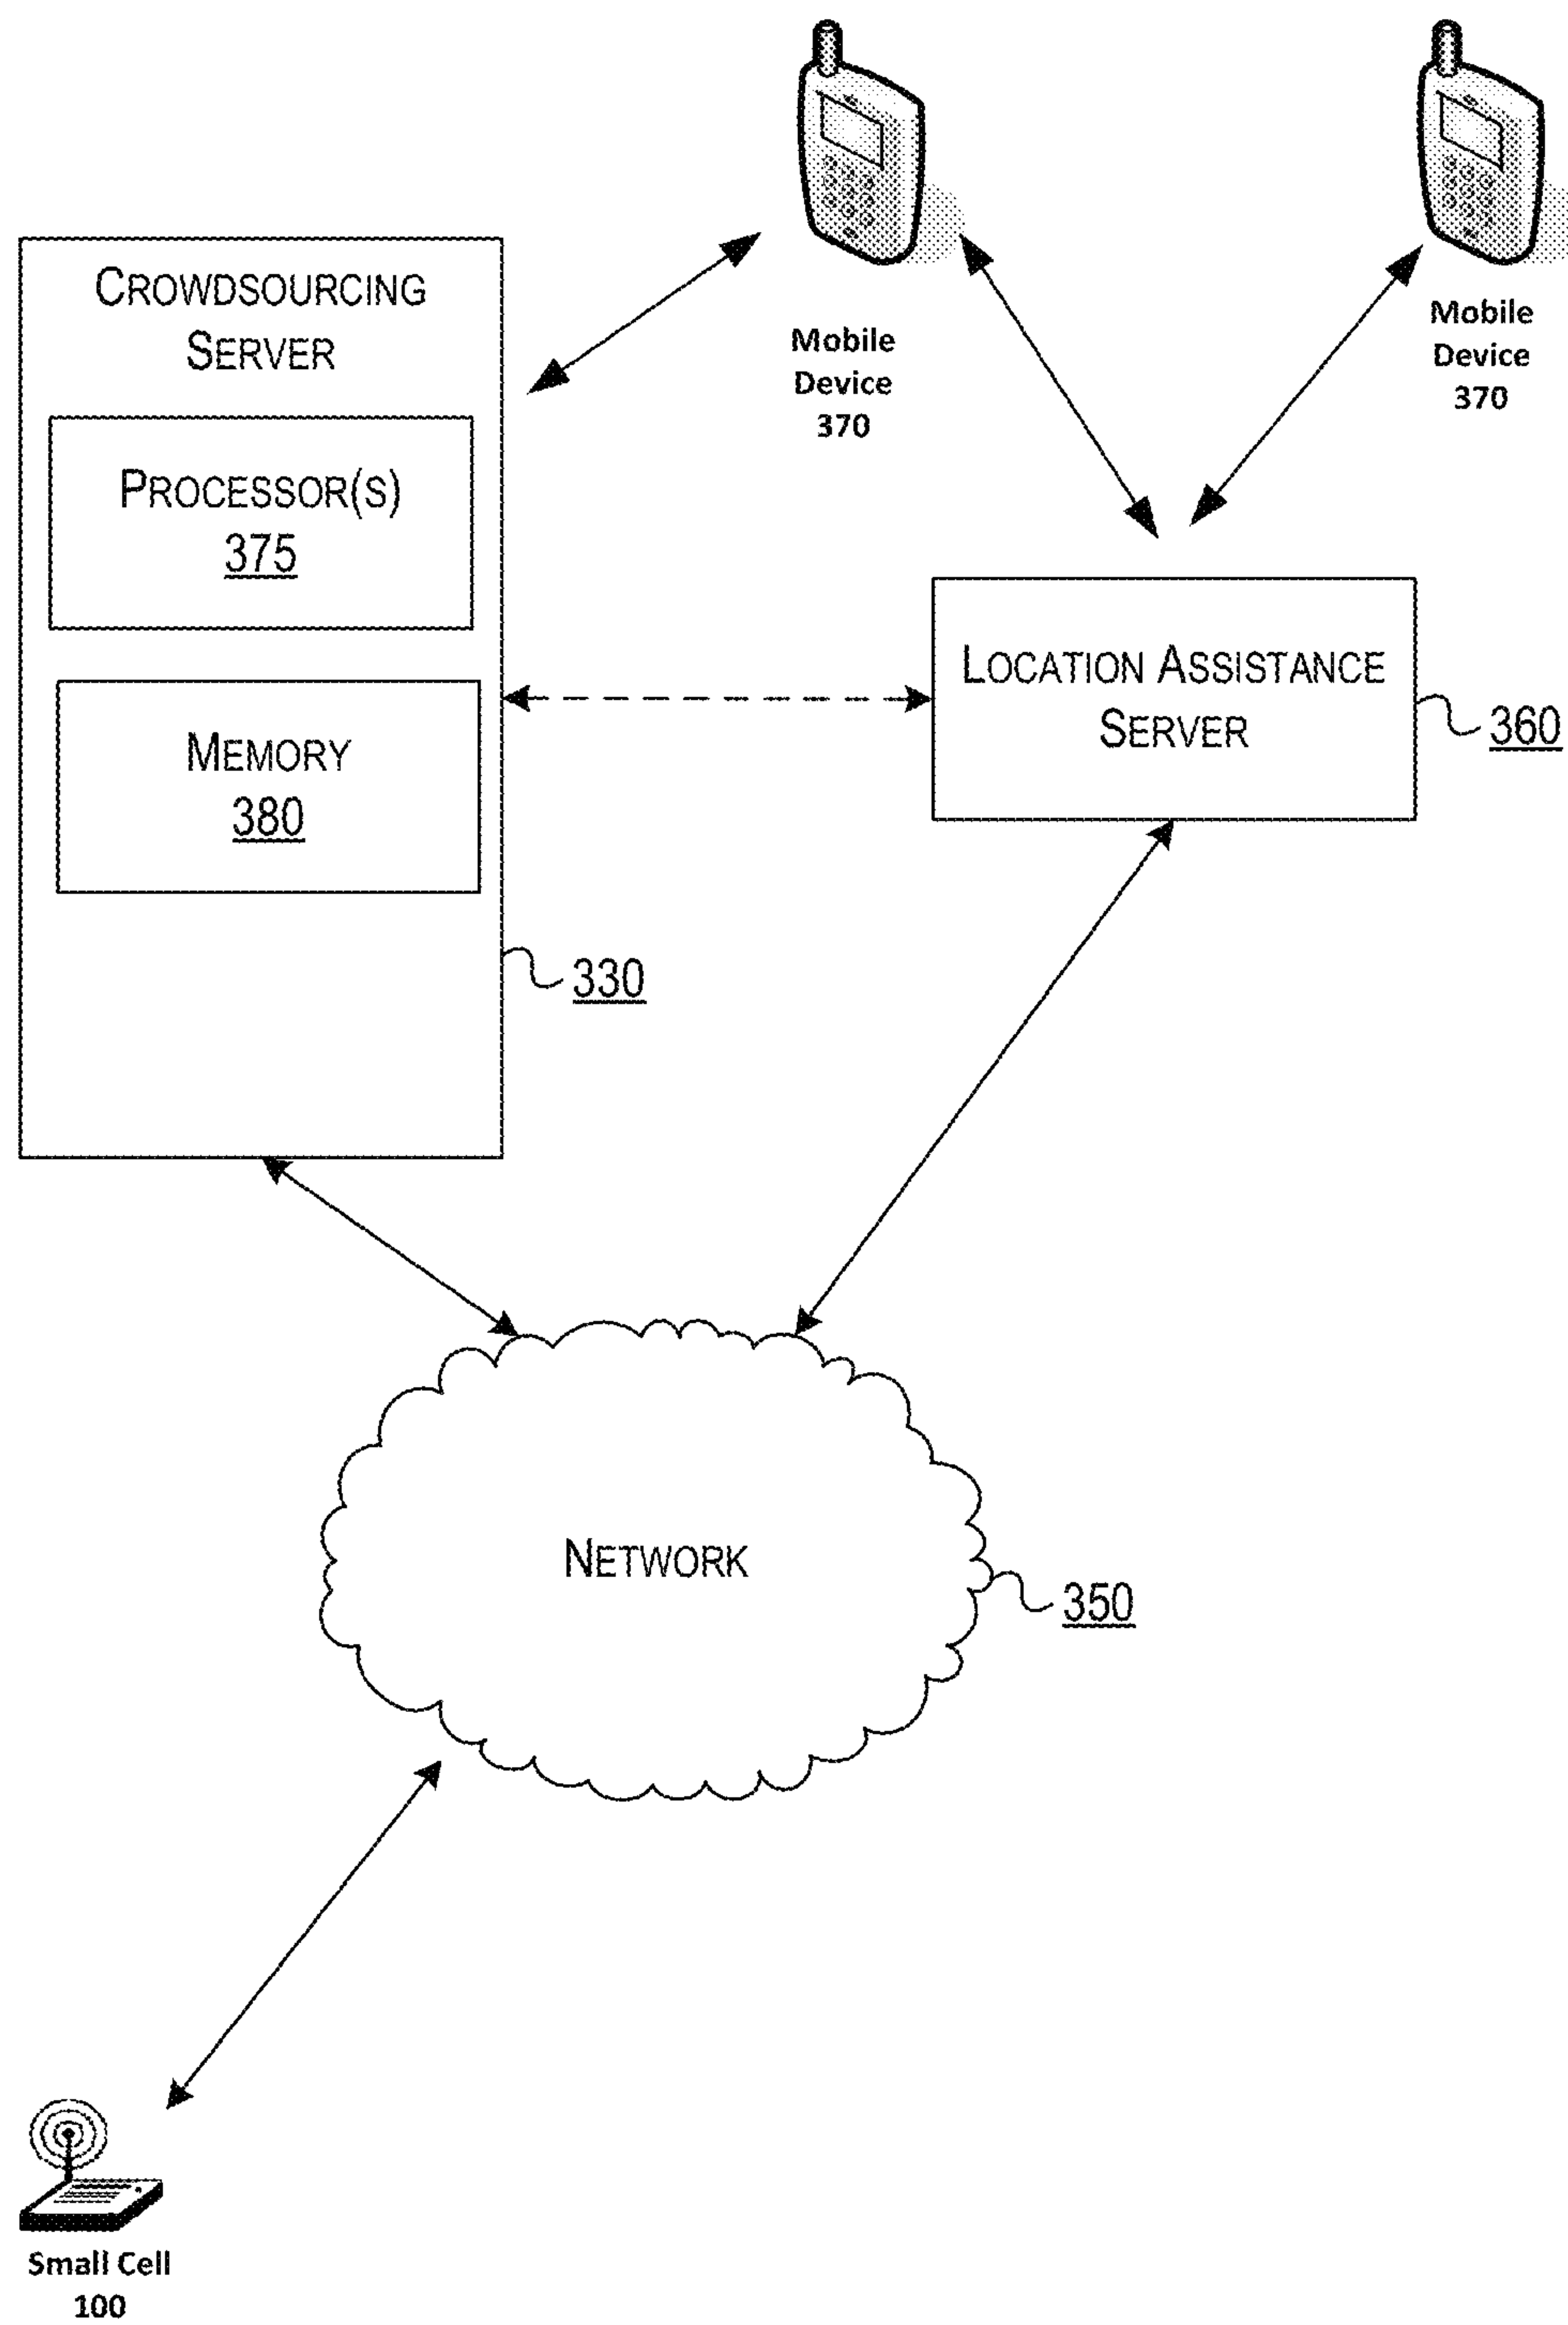 CROWDSOURCING
SERVER
PROCESSOR(S)
375
MEMORY
380
330
Mobile
Device
370
Mobile
Device
370
LOCATION ASSISTANCE
SERVER
360
NETWORK
350
Small Cell
100